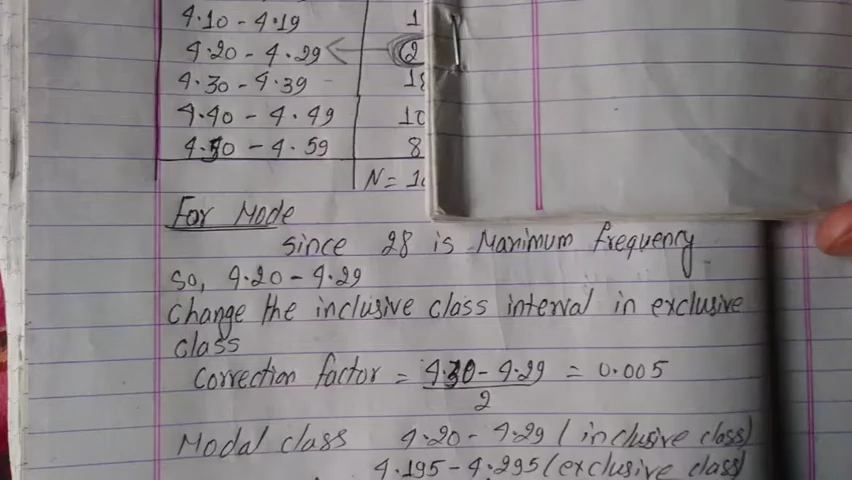 4.10 - 4.19
4.20 - 4.29
4.30 - 4.39
4.40 - 4.49
4.50 - 4.59 8
N =
For Mode
since 28 is Maximum frequency
so, 4.20 - 4.29
Change the inclusive class interval in exclusive
class
Correction factor = 4.30 - 4.29 = 0.005
2
Modal class 4.20 - 4.29 (inclusive class)
4.195 - 4.295 (exclusive class)